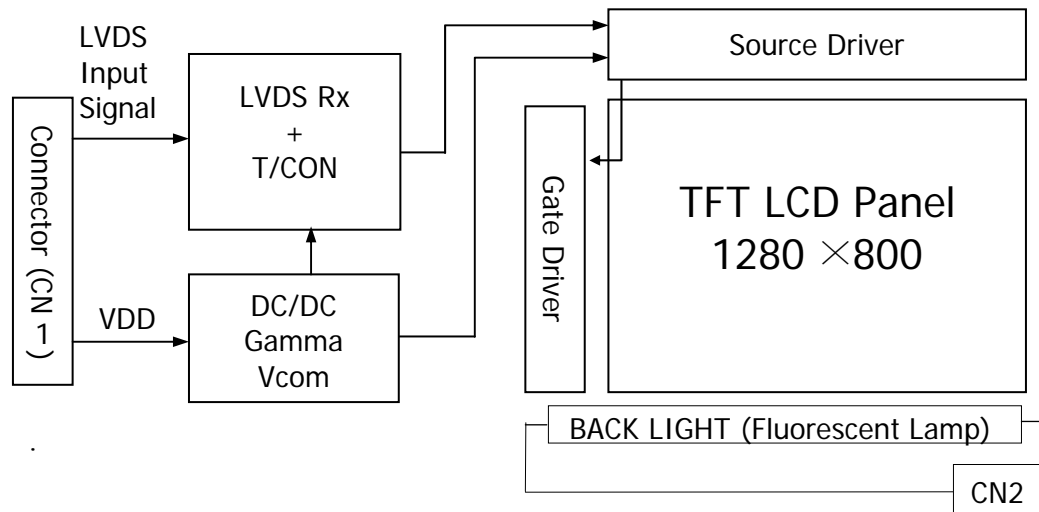 LVDS
Input
Signal
Connector (CN 1)
LVDS Rx
+
T/CON
VDD
DC/DC
Gamma
Vcom
Source Driver
Gate Driver
TFT LCD Panel
1280 ×800
BACK LIGHT (Fluorescent Lamp)
.
CN2